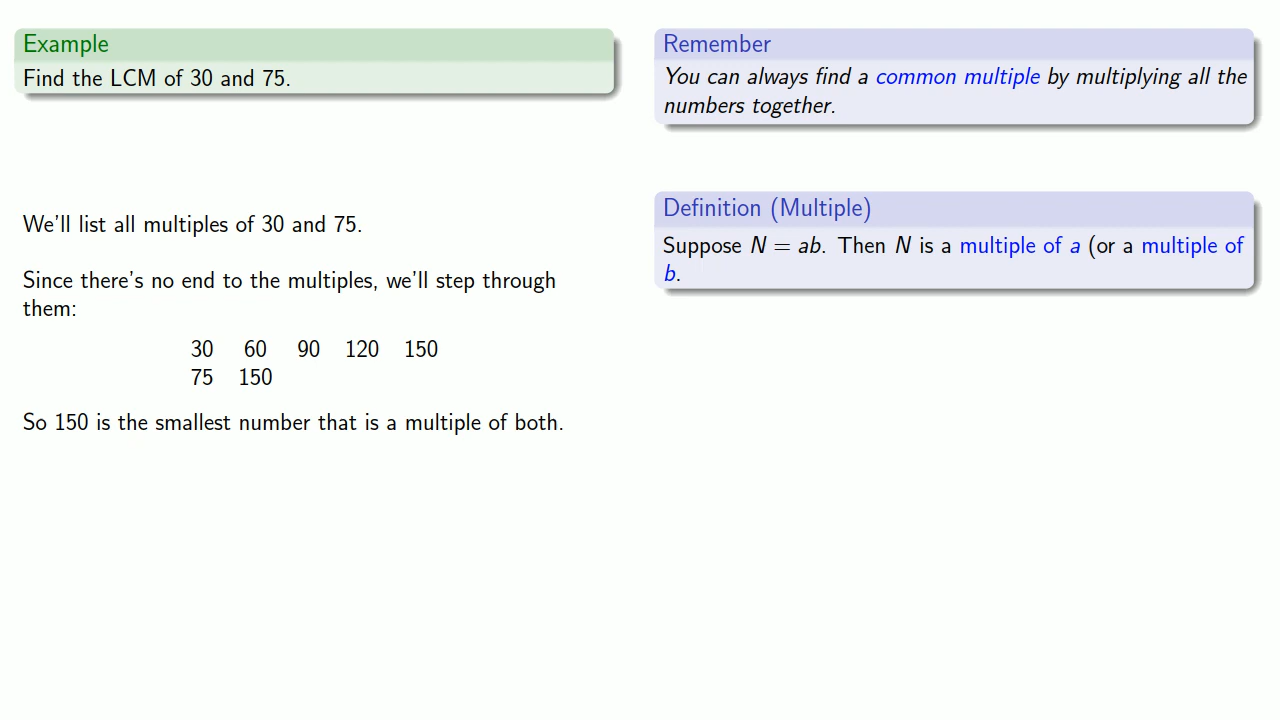 Example
Find the LCM of 30 and 75.
We'll list all multiples of 30 and 75.
Since there's no end to the multiples, we'll step through
them:
30 60 90 120 150
75 150
So 150 is the smallest number that is a multiple of both.
Remember
You can always find a common multiple by multiplying all the
numbers together.
Definition (Multiple)
Suppose N = ab. Then N is a multiple of a (or a multiple of
b.